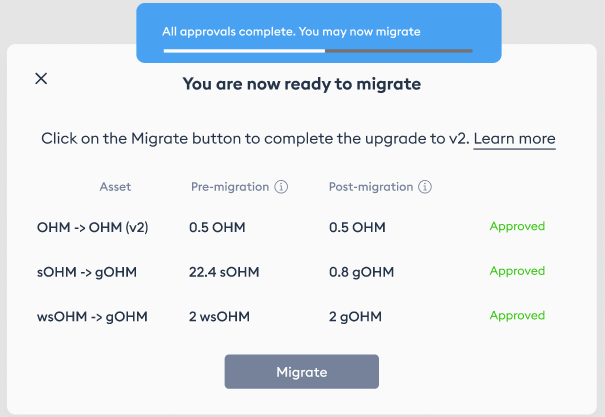 All approvals complete. You may now migrate
You are now ready to migrate
Click on the Migrate button to complete the upgrade to v2. Learn more
Asset Pre-migration Post-migration
OHM -> OHM (v2) 0.5 OHM 0.5 OHM Approved
sOHM -> gOHM 22.4 sOHM 0.8 gOHM Approved
wsOHM -> gOHM 2 wsOHM 2 gOHM Approved
Migrate